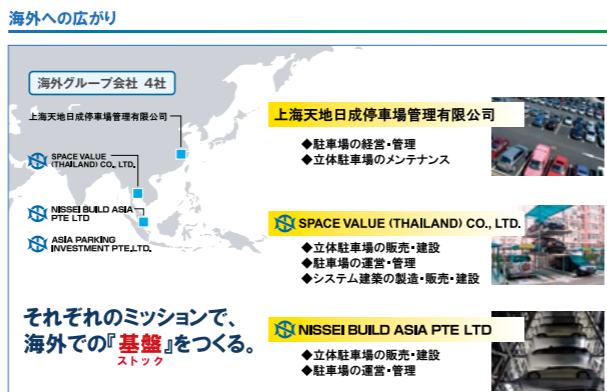 海外への広がり
海外グループ会社 4社
上海天地日成停車場管理有限公司
SPACE VALUE
(THAILAND) CO., LTD.
NISSEI BUILD ASIA
PTE LTD
ASIA PARKING
INVESTMENT PTE.LTD.
それぞれのミッションで、
海外での『基盤』をつくる。
ストック
上海天地日成停車場管理有限公司
◆駐車場の経営・管理
◆立体駐車場のメンテナンス
SPACE VALUE (THAILAND) CO., LTD.
◆立体駐車場の販売・建設
◆駐車場の運営・管理
◆システム建築の製造・販売・建設
NISSEI BUILD ASIA PTE LTD
◆立体駐車場の販売・建設
◆駐車場の運営・管理